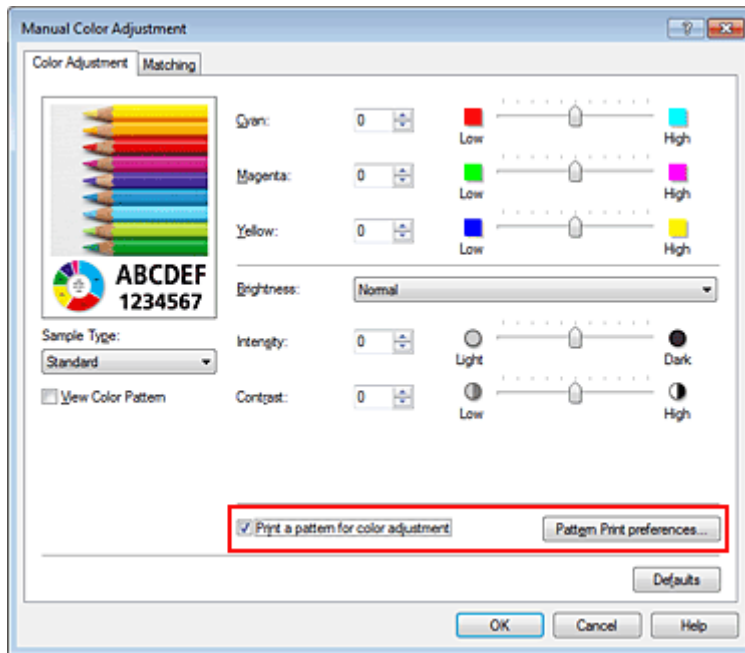 Manual Color Adjustment
Color Adjustment
Matching
ABCDEF
1234567
Sample Type:
Standard
View Color Pattern
Cyan:
0
Low
High
Magenta:
0
Low
High
Yellow:
0
Low
High
Brightness:
Normal
Intensity:
0
Light
Dark
Contrast:
0
Low
High
Print a pattern for color adjustment
Pattern Print preferences...
Defaults
OK
Cancel
Help